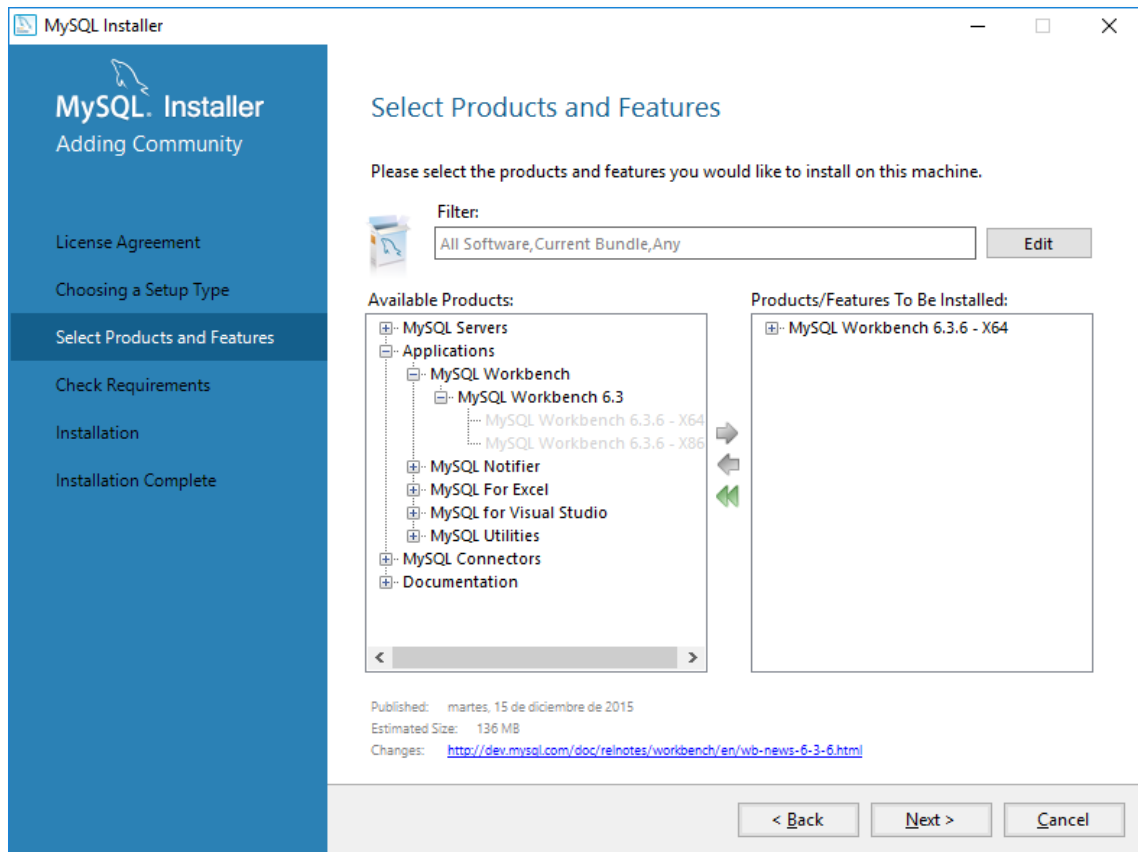 MySQL Installer
MySQL. Installer
Adding Community
License Agreement
Choosing a Setup Type
Select Products and Features
Check Requirements
Installation
Installation Complete
Select Products and Features
Please select the products and features you would like to install on this machine.
Filter:
All Software,Current Bundle,Any
Edit
Available Products:
MySQL Servers
Applications
MySQL Workbench
MySQL Workbench 6.3
MySQL Workbench 6.3.6 - X64
MySQL Workbench 6.3.6 - X86
MySQL Notifier
MySQL For Excel
MySQL for Visual Studio
MySQL Utilities
MySQL Connectors
Documentation
Products/Features To Be Installed:
MySQL Workbench 6.3.6 - X64
Published: martes, 15 de diciembre de 2015
Estimated Size: 136 MB
Changes: http://dev.mysql.com/doc/relnotes/workbench/en/wb-news-6-3-6.html
< Back
Next >
Cancel